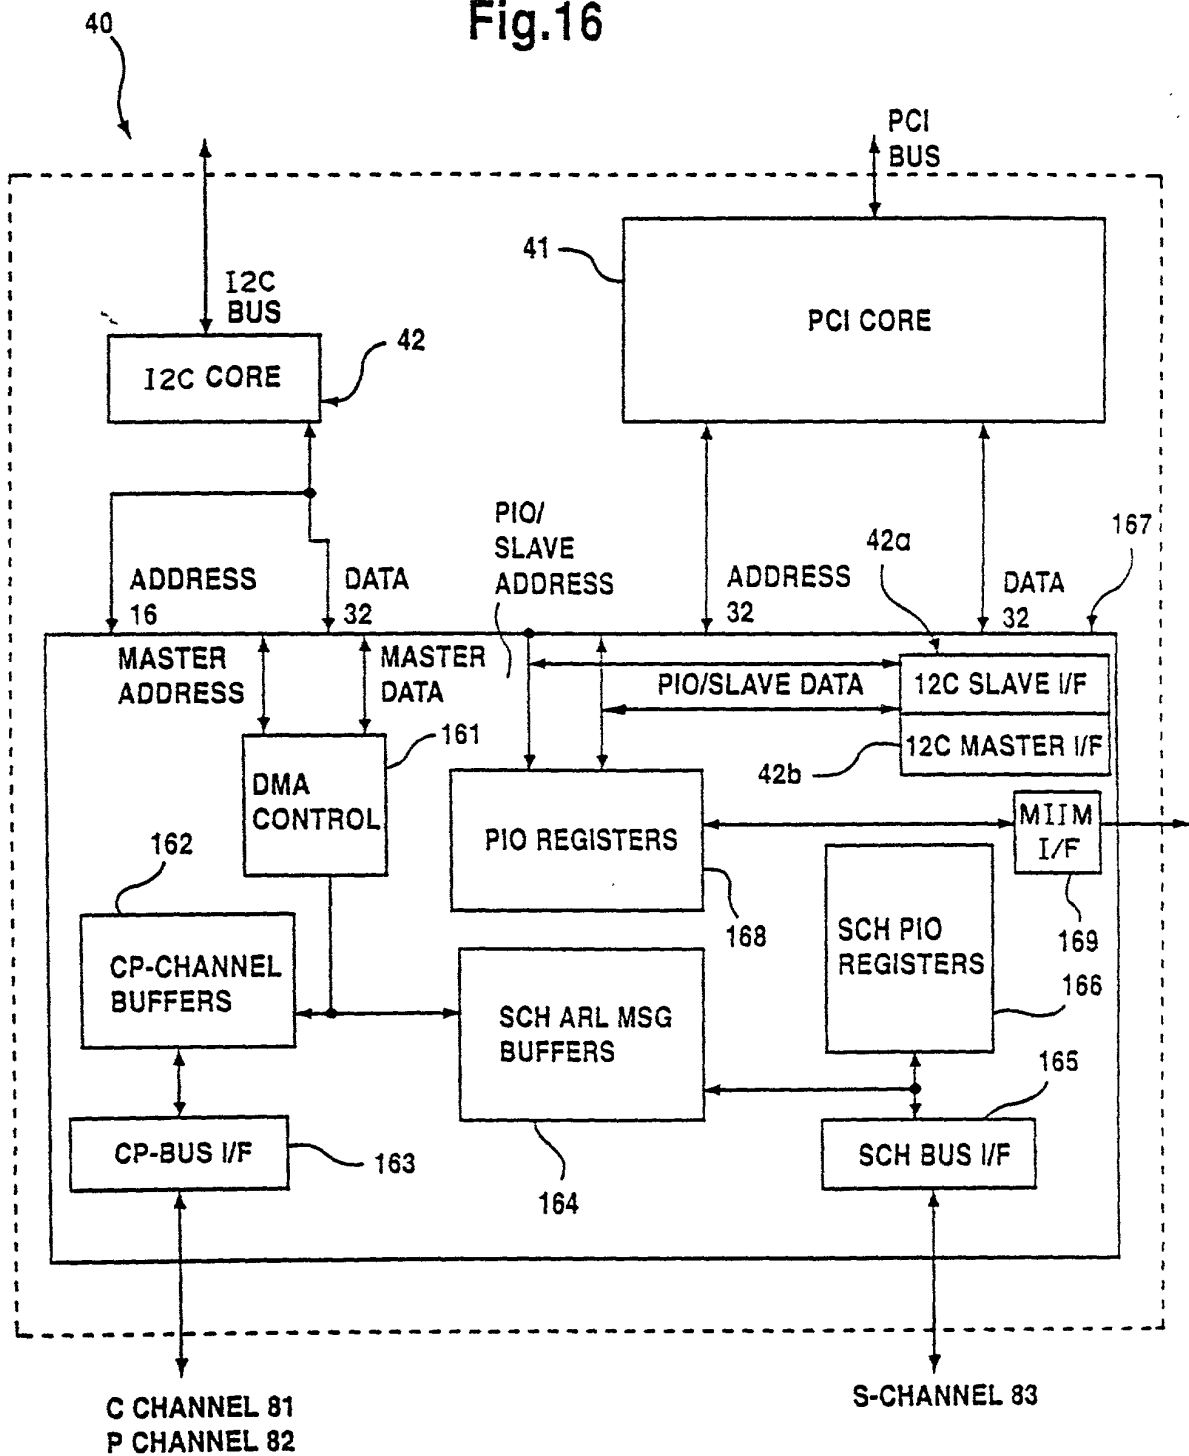 Fig.16
40
PCI
BUS
41
PCI CORE
I2C
BUS
42
I2C CORE
PIO/
SLAVE
ADDRESS
167
42a
ADDRESS
16
DATA
32
ADDRESS
32
DATA
32
MASTER
ADDRESS
MASTER
DATA
PIO/SLAVE DATA
12C SLAVE I/F
12C MASTER I/F
42b
161
DMA
CONTROL
MIIM
I/F
162
PIO REGISTERS
168
169
SCH PIO
REGISTERS
166
CP-CHANNEL
BUFFERS
SCH ARL MSG
BUFFERS
165
CP-BUS I/F
163
164
SCH BUS I/F
C CHANNEL 81
P CHANNEL 82
S-CHANNEL 83